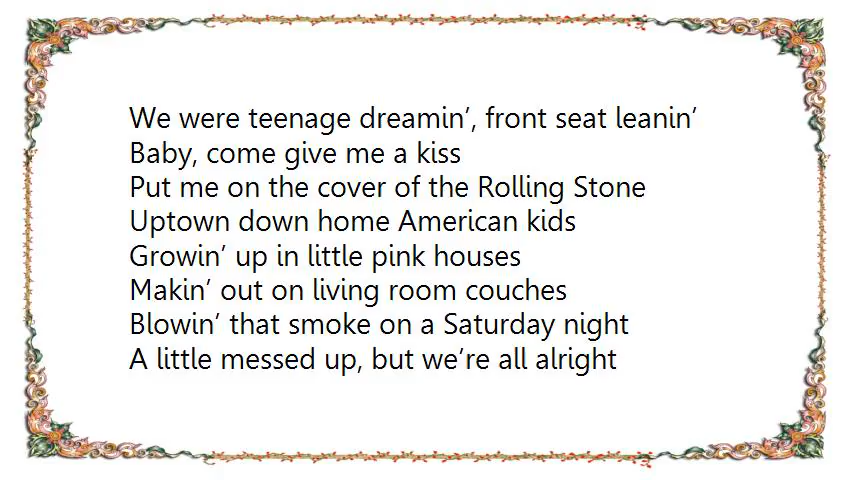 We were teenage dreamin’, front seat leanin’
Baby, come give me a kiss
Put me on the cover of the Rolling Stone
Uptown down home American kids
Growin’ up in little pink houses
Makin’ out on living room couches
Blowin’ that smoke on a Saturday night
A little messed up, but we’re all alright